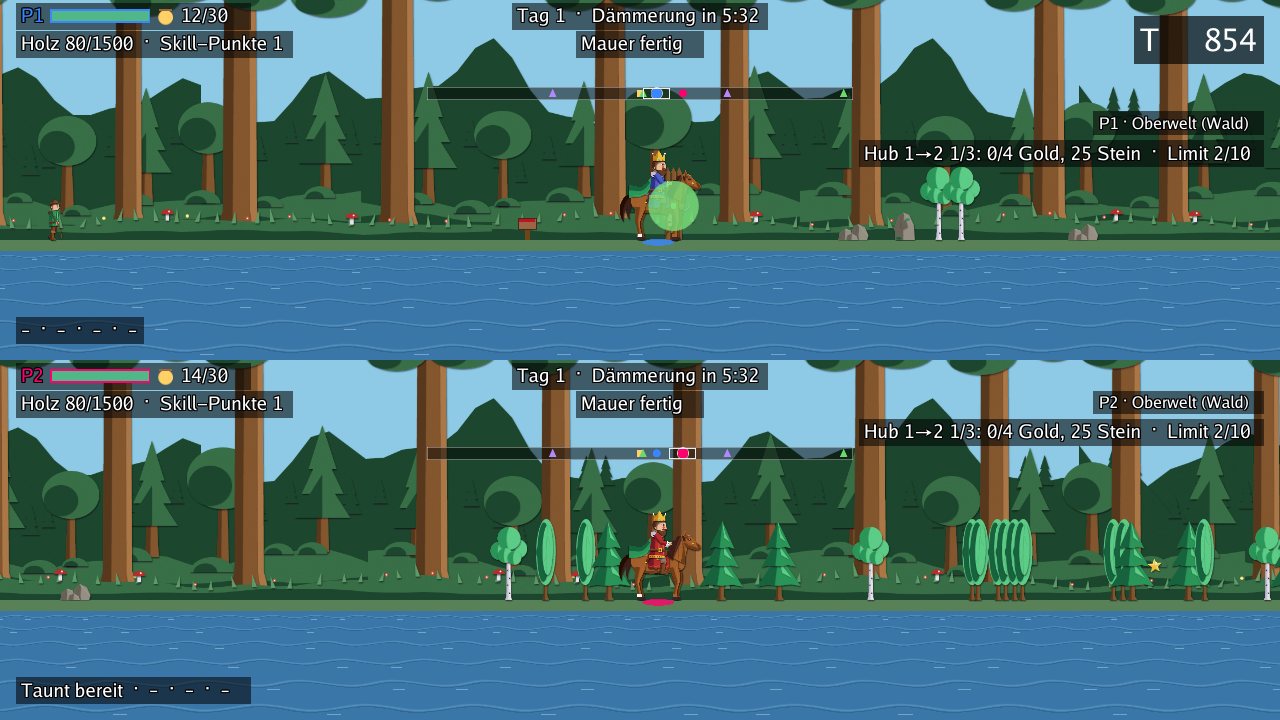 P1 12/30
Tag 1 · Dämmerung in 5:32
Holz 80/1500 · Skill-Punkte 1
Mauer fertig
T 854
P1 · Oberwelt (Wald)
Hub 1→2 1/3: 0/4 Gold, 25 Stein · Limit 2/10
– · – · – · –
P2 14/30
Tag 1 · Dämmerung in 5:32
Holz 80/1500 · Skill-Punkte 1
Mauer fertig
P2 · Oberwelt (Wald)
Hub 1→2 1/3: 0/4 Gold, 25 Stein · Limit 2/10
Taunt bereit · – · – · –